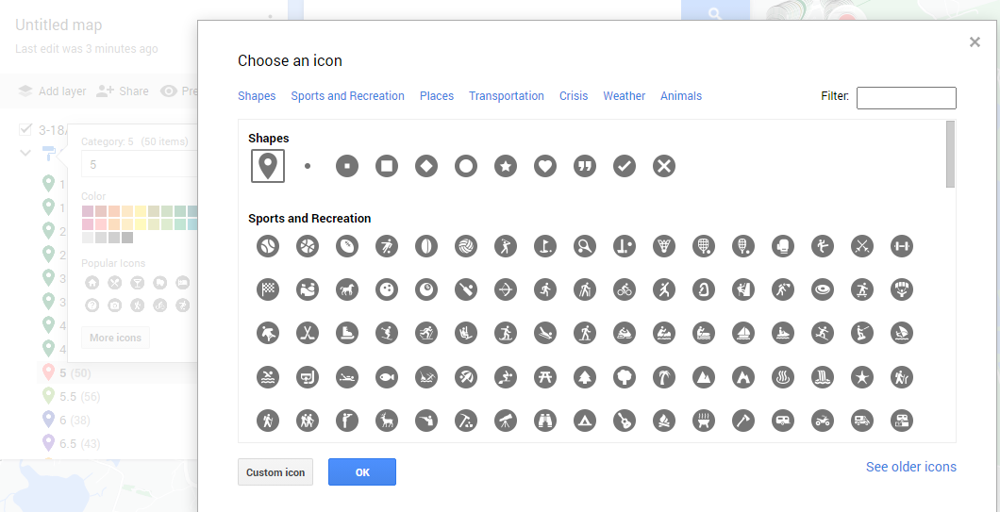 Untitled map
Last edit was 3 minutes ago
Add layer
Share
Pre
3-18
Category: 5 (50 items)
5
Color
Popular Icons
More icons
1
1
2
2
3
3
4
4
5 (50)
5.5 (56)
6 (38)
6.5 (43)
Choose an icon
Shapes Sports and Recreation Places Transportation Crisis Weather Animals
Filter:
Shapes
Sports and Recreation
Custom icon
OK
See older icons